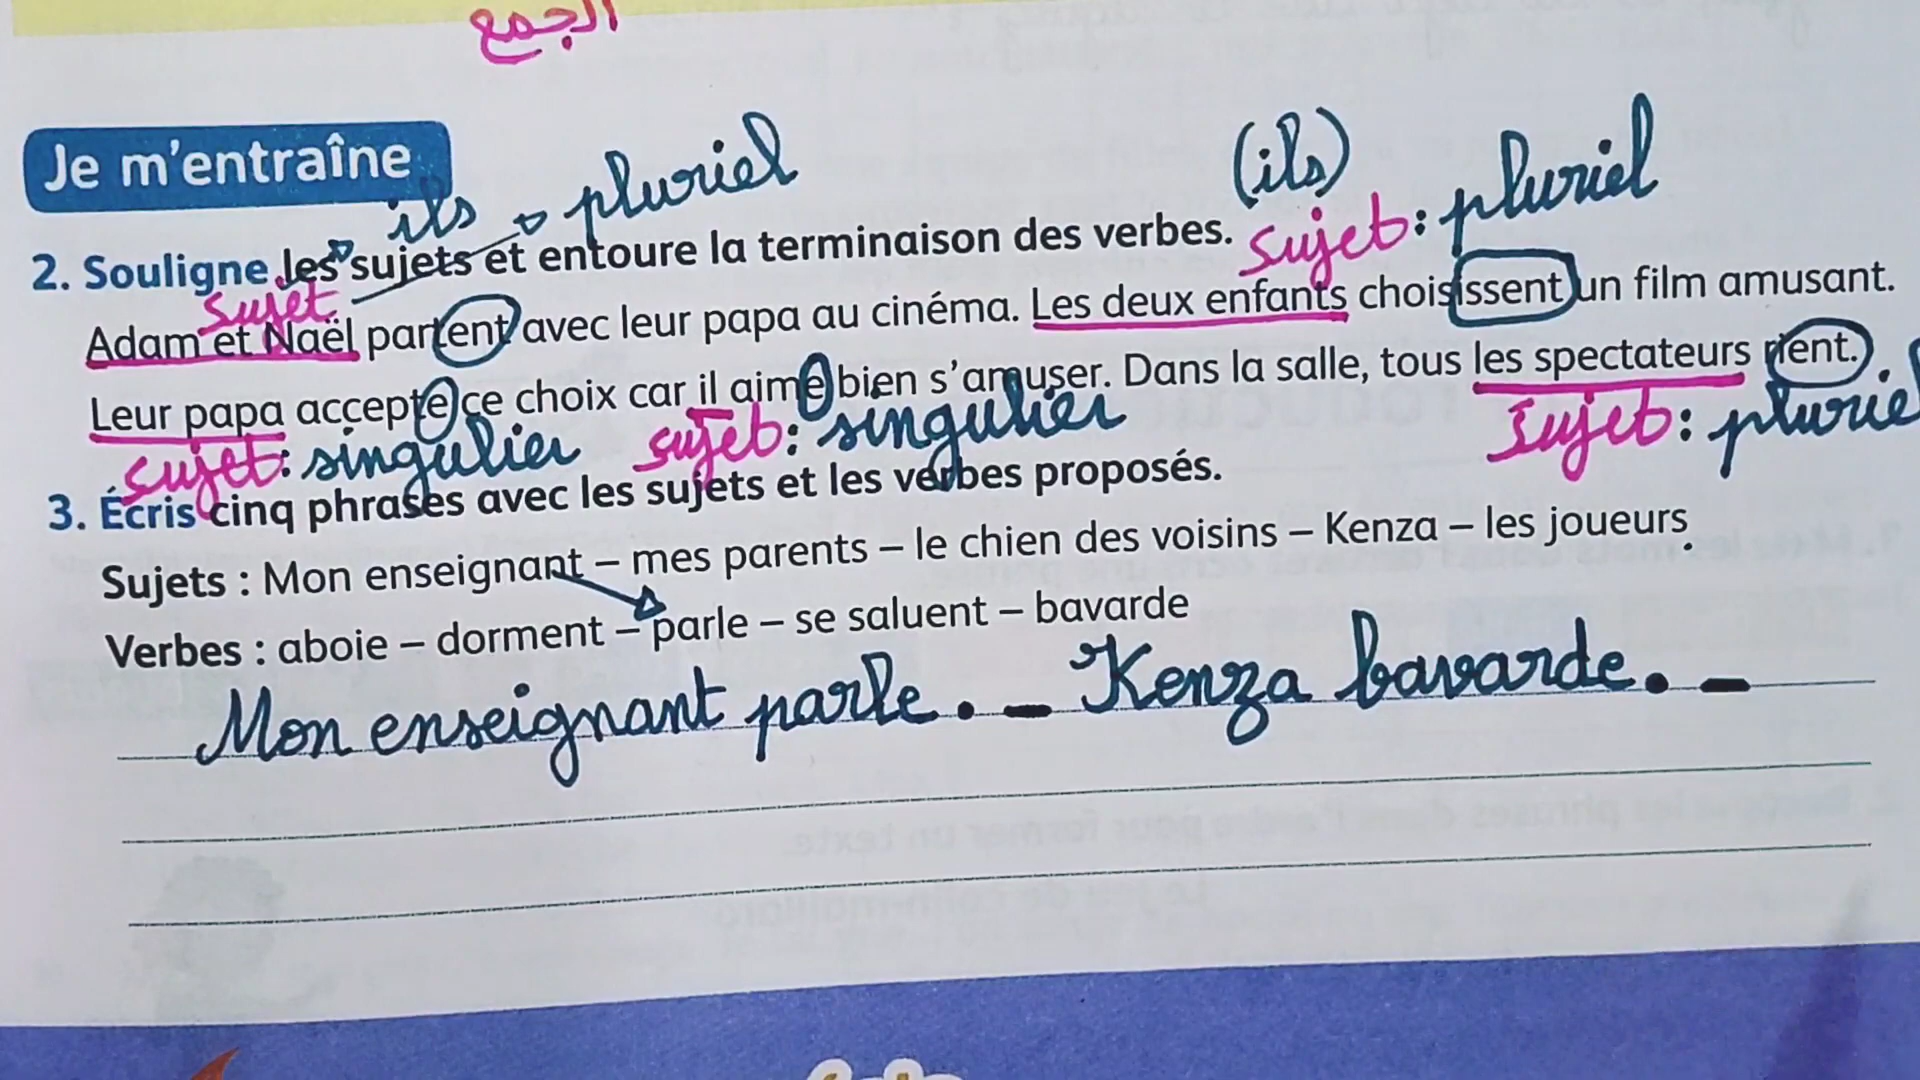 الجمع
Je m'entraîne
ils pluriel (ils)
sujet: pluriel
2. Souligne les sujets et entoure la terminaison des verbes.
sujet
Adam et Naël partent avec leur papa au cinéma. Les deux enfants choisissent un film amusant.
Leur papa accepte ce choix car il aime bien s'amuser. Dans la salle, tous les spectateurs rient.
sujet: singulier sujet: singulier sujet: pluriel
3. Écris cinq phrases avec les sujets et les verbes proposés.
Sujets : Mon enseignant – mes parents – le chien des voisins – Kenza – les joueurs.
Verbes : aboie – dorment – parle – se saluent – bavarde
Mon enseignant parle. – Kenza bavarde. –